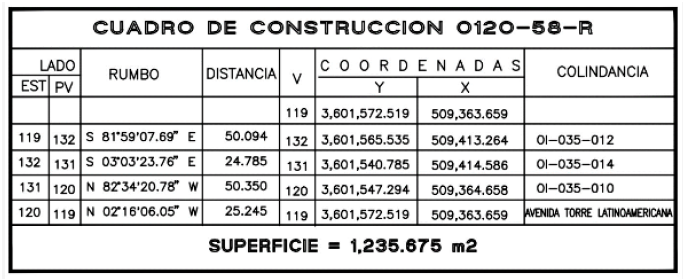 CUADRO DE CONSTRUCCION 0120-58-R
LADO RUMBO DISTANCIA V COORDENADAS COLINDANCIA
EST PV Y X
119 3,601,572.519 509,363.659
119 132 S 81°59'07.69" E 50.094 132 3,601,565.535 509,413.264 OI-035-012
132 131 S 03°03'23.76" E 24.785 131 3,601,540.785 509,414.586 OI-035-014
131 120 N 82°34'20.78" W 50.350 120 3,601,547.294 509,364.658 OI-035-010
120 119 N 02°16'06.05" W 25.245 119 3,601,572.519 509,363.659 AVENIDA TORRE LATINOAMERICANA
SUPERFICIE = 1,235.675 m2